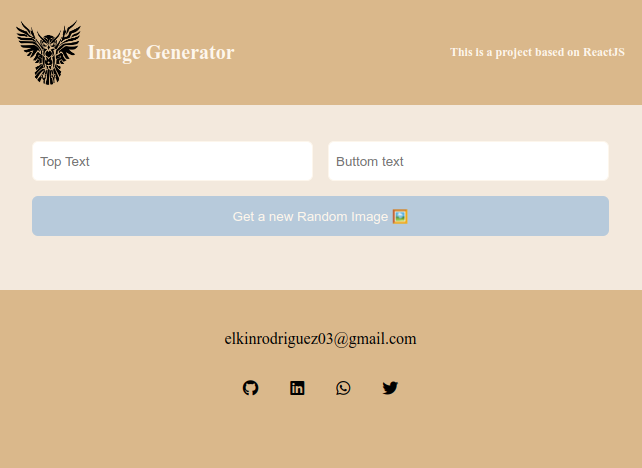 Image Generator
This is a project based on ReactJS
Top Text
Buttom text
Get a new Random Image 🖼️
elkinrodriguez03@gmail.com